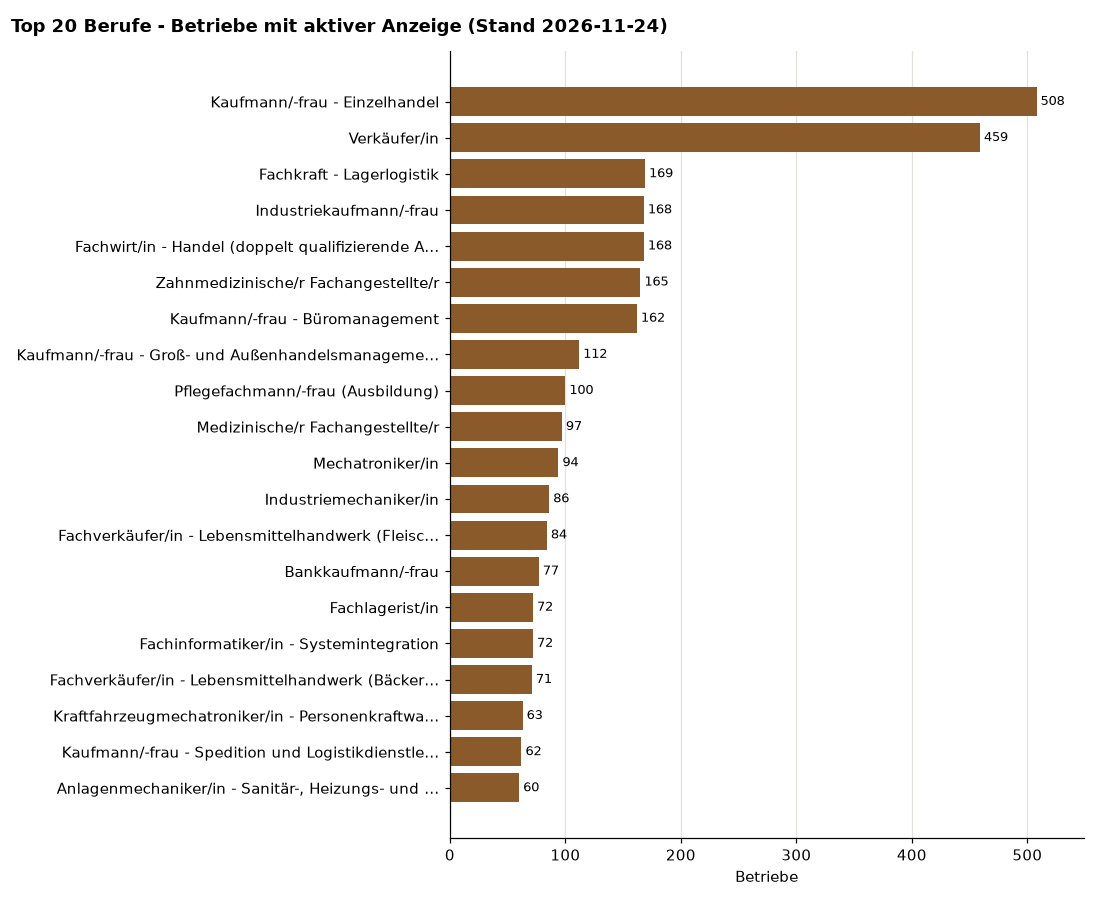 Top 20 Berufe - Betriebe mit aktiver Anzeige (Stand 2026-11-24)
Kaufmann/-frau - Einzelhandel 508
Verkäufer/in 459
Fachkraft - Lagerlogistik 169
Industriekaufmann/-frau 168
Fachwirt/in - Handel (doppelt qualifizierende A… 168
Zahnmedizinische/r Fachangestellte/r 165
Kaufmann/-frau - Büromanagement 162
Kaufmann/-frau - Groß- und Außenhandelsmanageme… 112
Pflegefachmann/-frau (Ausbildung) 100
Medizinische/r Fachangestellte/r 97
Mechatroniker/in 94
Industriemechaniker/in 86
Fachverkäufer/in - Lebensmittelhandwerk (Fleisc… 84
Bankkaufmann/-frau 77
Fachlagerist/in 72
Fachinformatiker/in - Systemintegration 72
Fachverkäufer/in - Lebensmittelhandwerk (Bäcker… 71
Kraftfahrzeugmechatroniker/in - Personenkraftwa… 63
Kaufmann/-frau - Spedition und Logistikdienstle… 62
Anlagenmechaniker/in - Sanitär-, Heizungs- und … 60
0 100 200 300 400 500
Betriebe